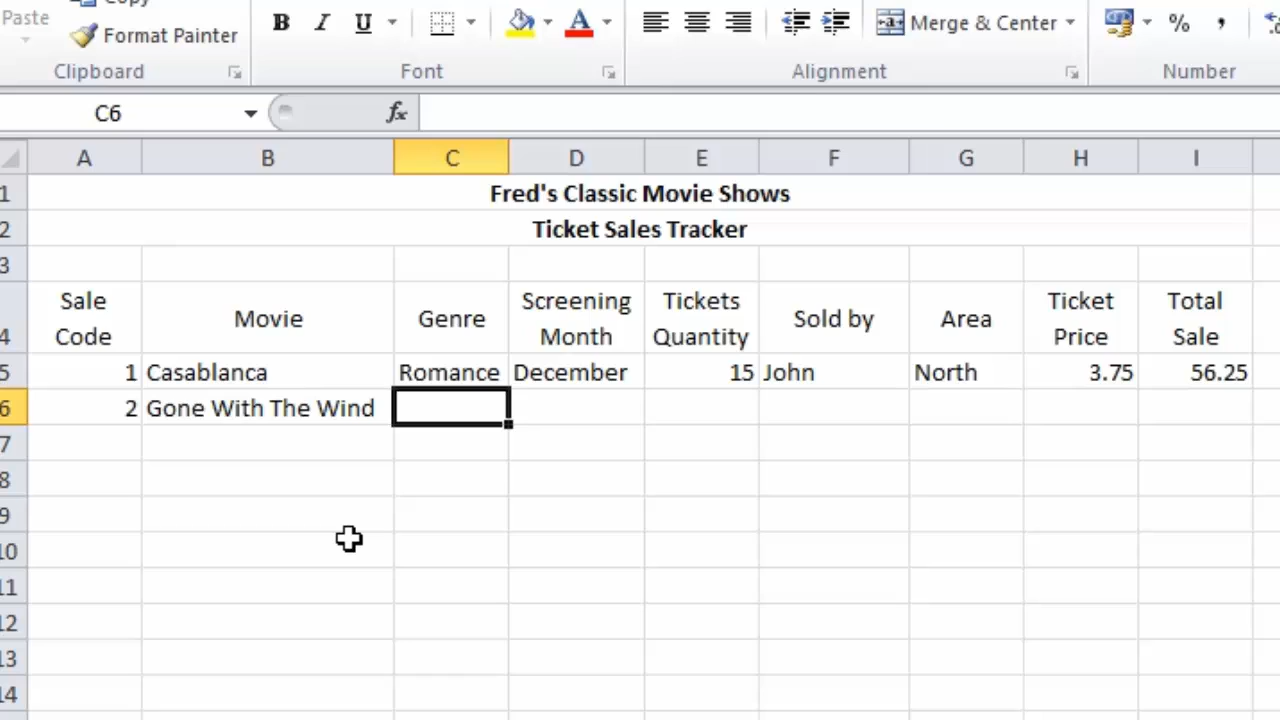 Paste
Copy
Format Painter
B I U A
Merge & Center
% ,
Clipboard Font Alignment Number
C6 fx
A B C D E F G H I
1 Fred's Classic Movie Shows
2 Ticket Sales Tracker
3
4 Sale Code Movie Genre Screening Month Tickets Quantity Sold by Area Ticket Price Total Sale
5 1 Casablanca Romance December 15 John North 3.75 56.25
6 2 Gone With The Wind
7
8
9
10
11
12
13
14